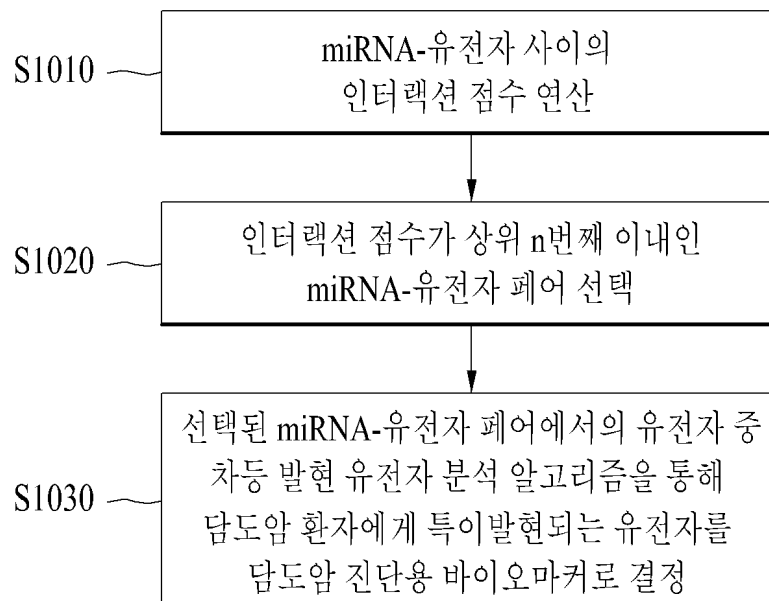 S1010
miRNA-유전자 사이의
인터랙션 점수 연산
S1020
인터랙션 점수가 상위 n번째 이내인
miRNA-유전자 페어 선택
S1030
선택된 miRNA-유전자 페어에서의 유전자 중
차등 발현 유전자 분석 알고리즘을 통해
담도암 환자에게 특이발현되는 유전자를
담도암 진단용 바이오마커로 결정